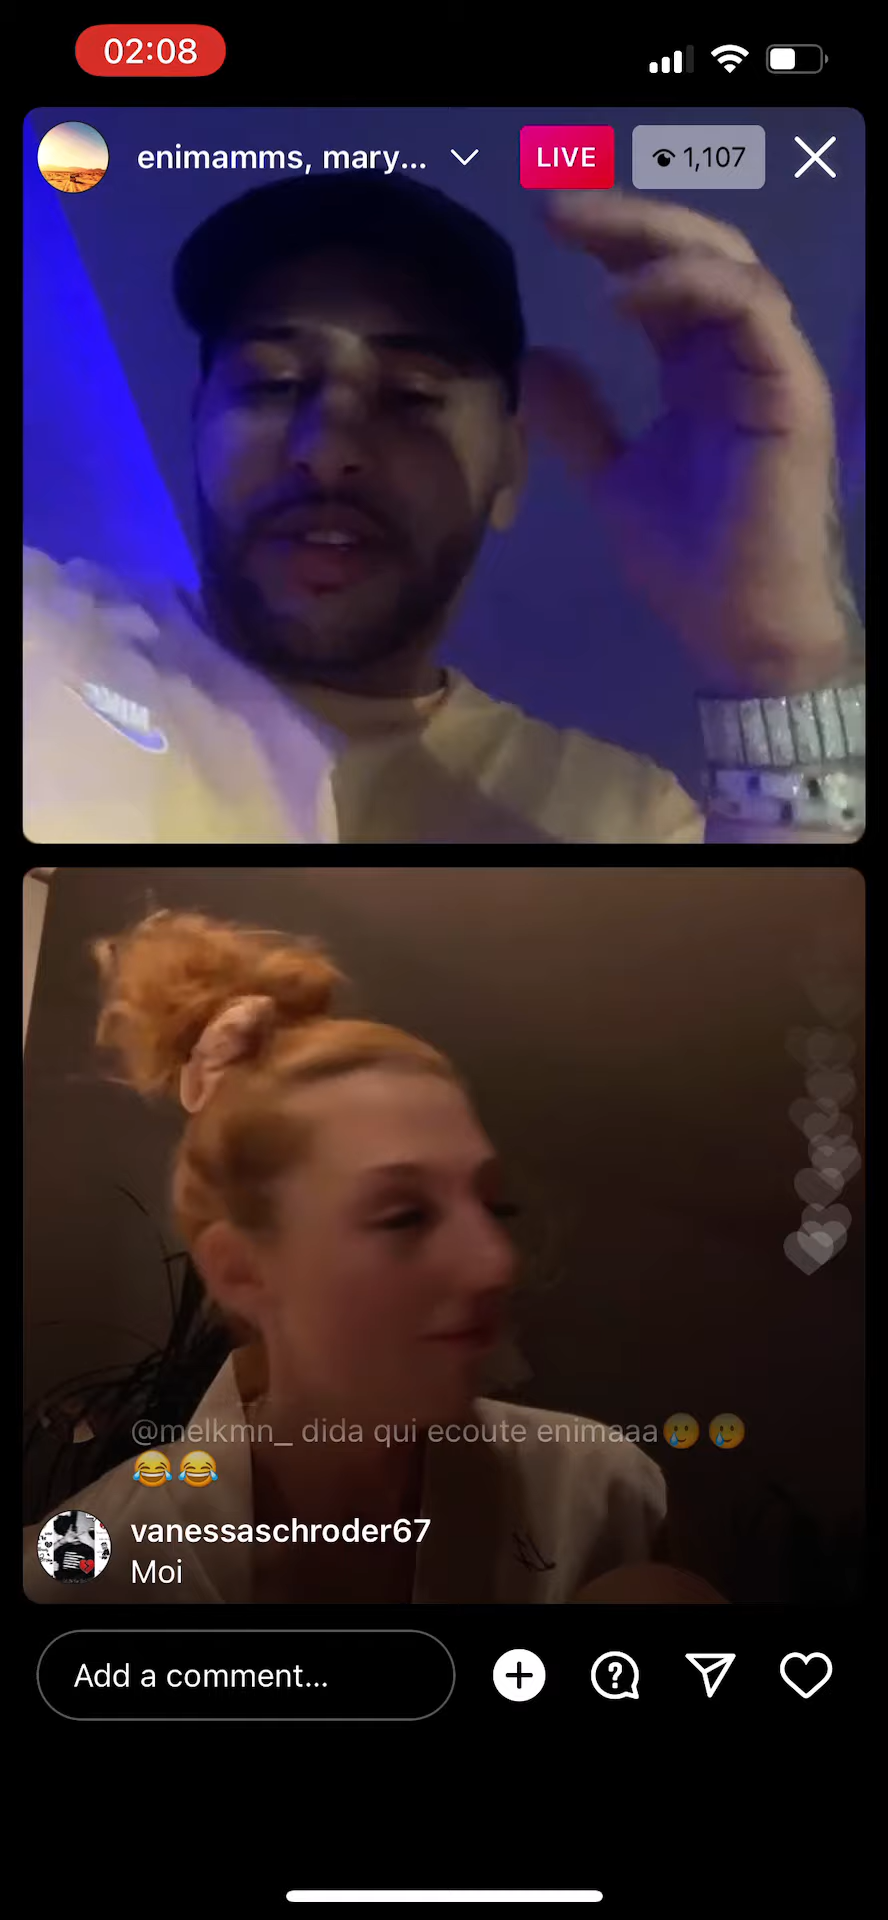 02:08
enimamms, mary...
LIVE
1,107
@melkmn_ dida qui ecoute enimaaa🥲🥲
😂😂
vanessaschroder67
Moi
Add a comment...